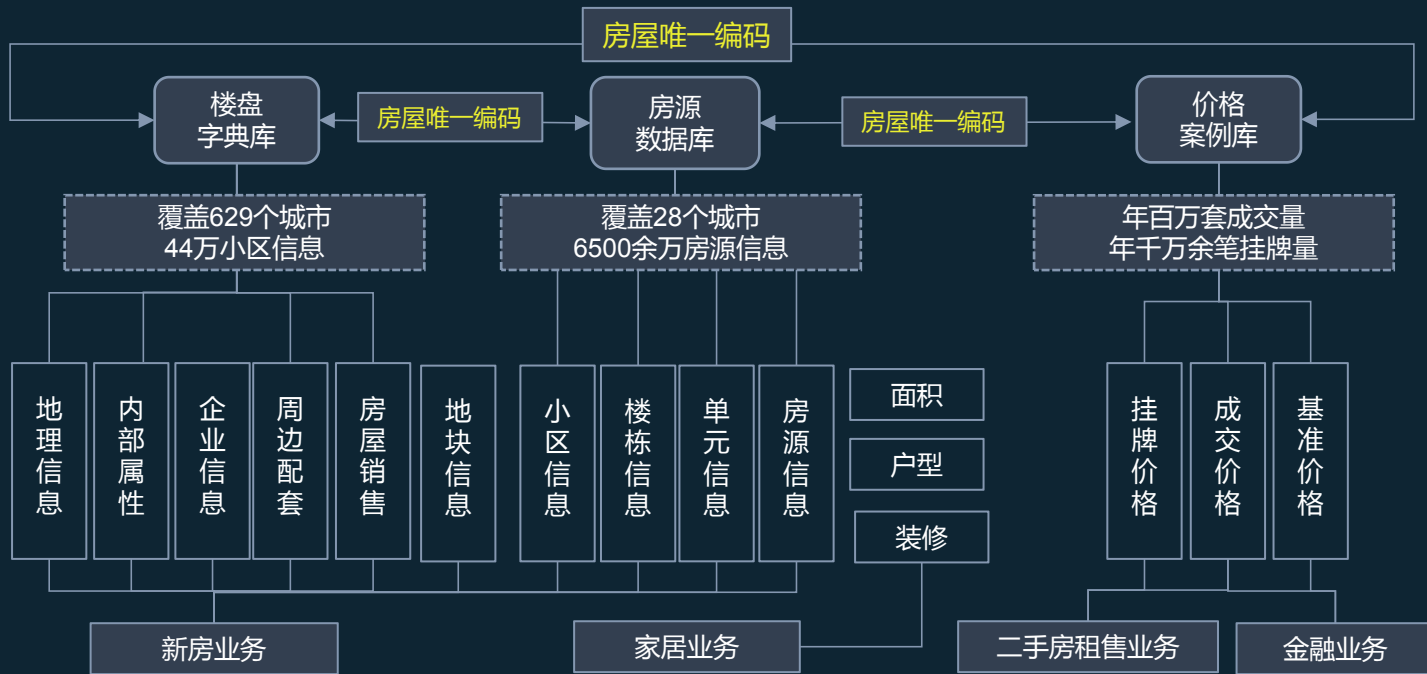 房屋唯一编码
楼盘
字典库
房屋唯一编码
房源
数据库
房屋唯一编码
价格
案例库
覆盖629个城市
44万小区信息
覆盖28个城市
6500余万房源信息
年百万套成交量
年千万余笔挂牌量
地理信息
内部属性
企业信息
周边配套
房屋销售
地块信息
小区信息
楼栋信息
单元信息
房源信息
面积
户型
装修
挂牌价格
成交价格
基准价格
新房业务
家居业务
二手房租售业务
金融业务